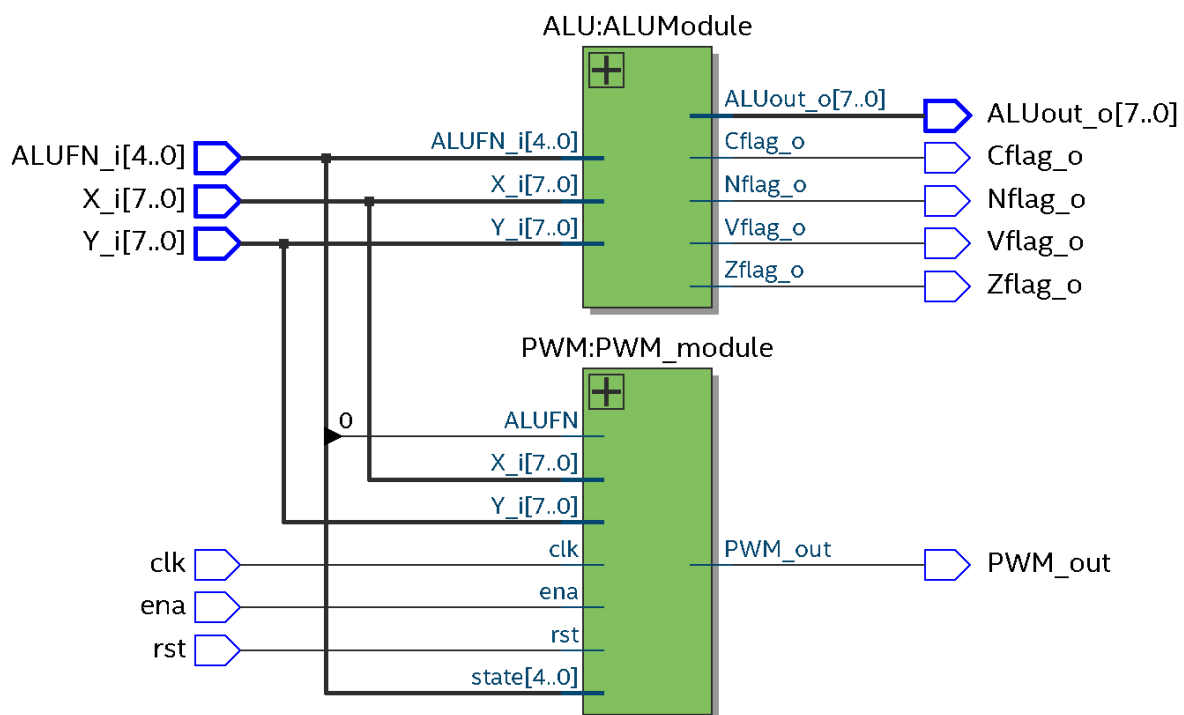 ALU:ALUModule
ALUFN_i[4..0]
X_i[7..0]
Y_i[7..0]
ALUFN_i[4..0]
X_i[7..0]
Y_i[7..0]
ALUout_o[7..0]
Cflag_o
Nflag_o
Vflag_o
Zflag_o
ALUout_o[7..0]
Cflag_o
Nflag_o
Vflag_o
Zflag_o
PWM:PWM_module
0
ALUFN
X_i[7..0]
Y_i[7..0]
clk
ena
rst
state[4..0]
clk
ena
rst
PWM_out
PWM_out